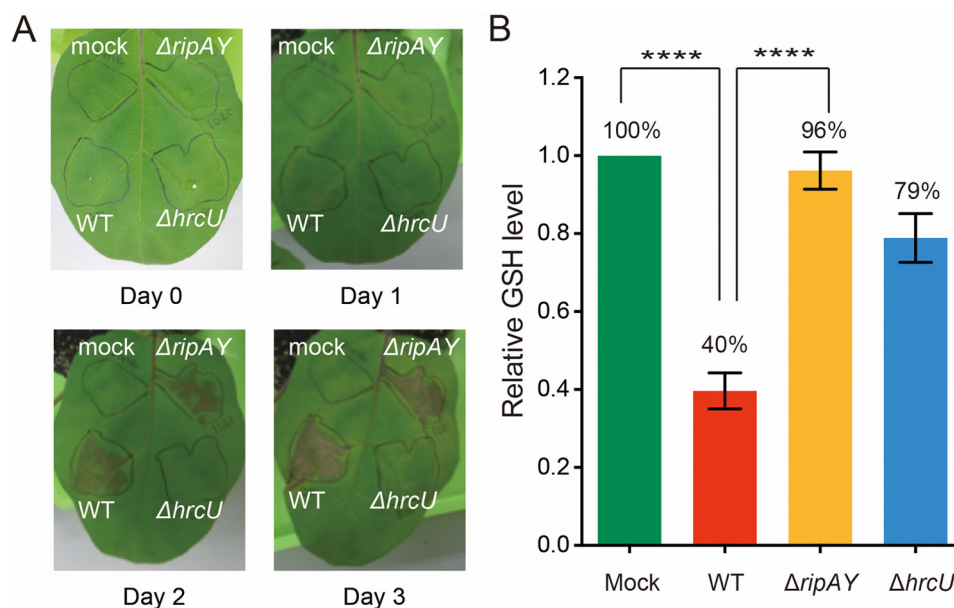 A
mock ΔripAY
WT ΔhrcU
Day 0
mock ΔripAY
WT ΔhrcU
Day 1
mock ΔripAY
WT ΔhrcU
Day 2
mock ΔripAY
WT ΔhrcU
Day 3
B
**** ****
Relative GSH level
1.2
1.0
0.8
0.6
0.4
0.2
0.0
100%
40%
96%
79%
Mock WT ΔripAY ΔhrcU